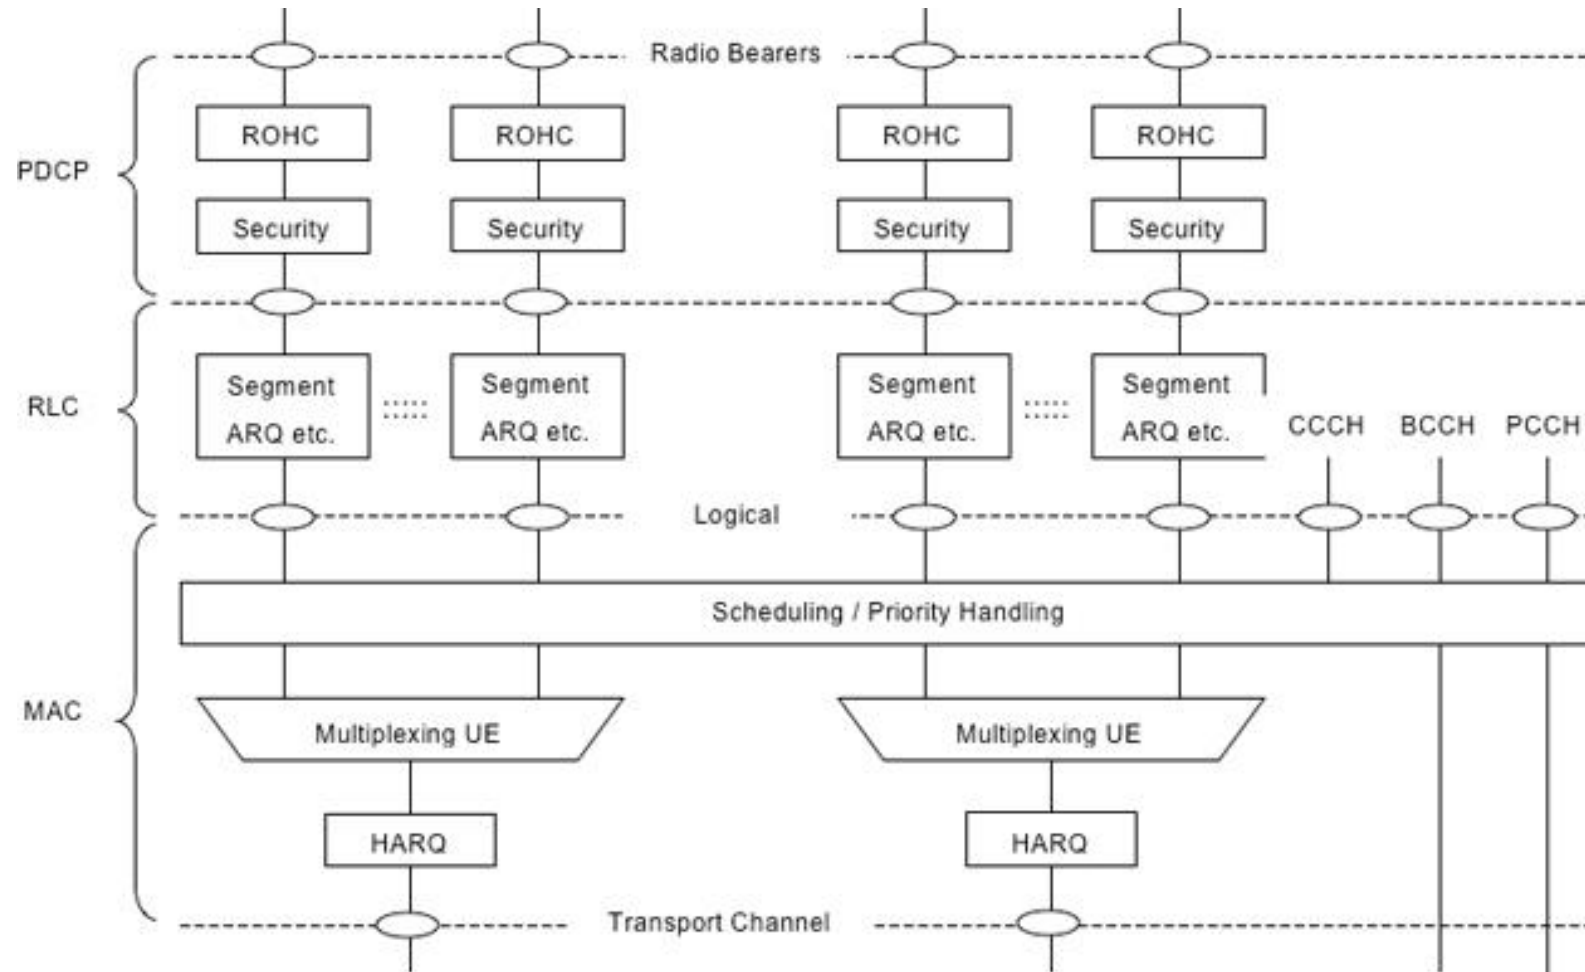 Radio Bearers
ROHC ROHC ROHC ROHC
PDCP
Security Security Security Security
Segment Segment Segment Segment
RLC
ARQ etc. ARQ etc. ARQ etc. ARQ etc.
CCCH BCCH PCCH
Logical
Scheduling / Priority Handling
MAC
Multiplexing UE Multiplexing UE
HARQ HARQ
Transport Channel